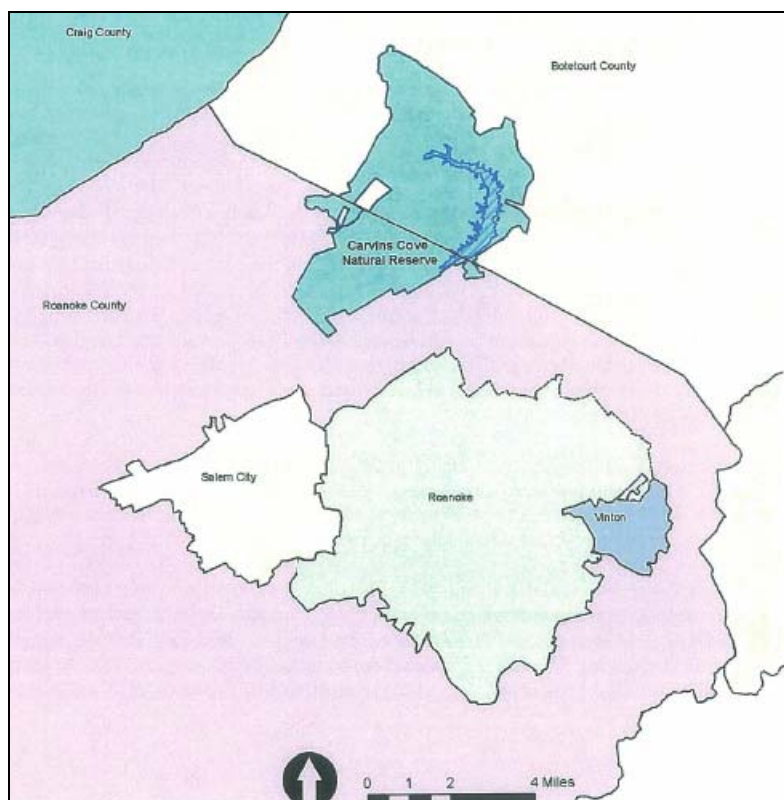 Craig County
Botetourt County
Carvins Cove
Natural Reserve
Roanoke County
Salem City
Roanoke
Vinton
0 1 2 4 Miles